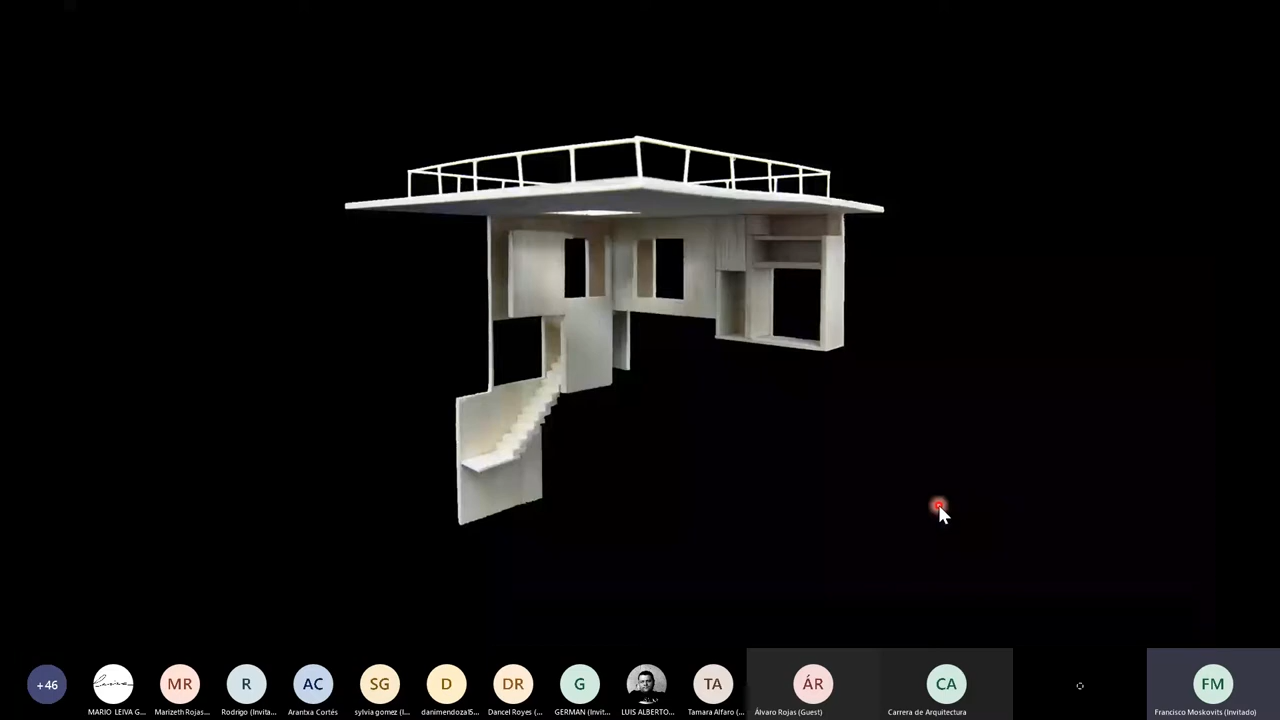 +46
MR
R
AC
SG
D
DR
G
TA
ÁR
CA
FM
MARIO LEIVA G...
Marizeth Rojas...
Rodrigo (Invita...
Arantxa Cortés
sylvia gomez (I...
danimendoza15...
Dancel Royes (...
GERMAN (Invit...
LUIS ALBERTO...
Tamara Alfaro (...
Álvaro Rojas (Guest)
Carrera de Arquitectura
Francisco Moskovits (Invitado)